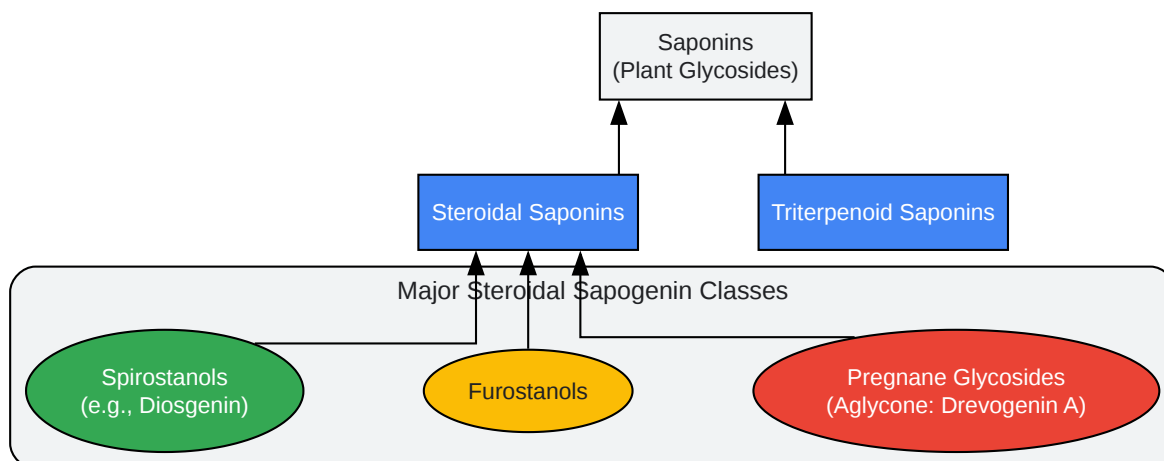 Saponins
(Plant Glycosides)
Steroidal Saponins
Triterpenoid Saponins
Major Steroidal Sapogenin Classes
Spirostanols
(e.g., Diosgenin)
Furostanols
Pregnane Glycosides
(Aglycone: Drevogenin A)